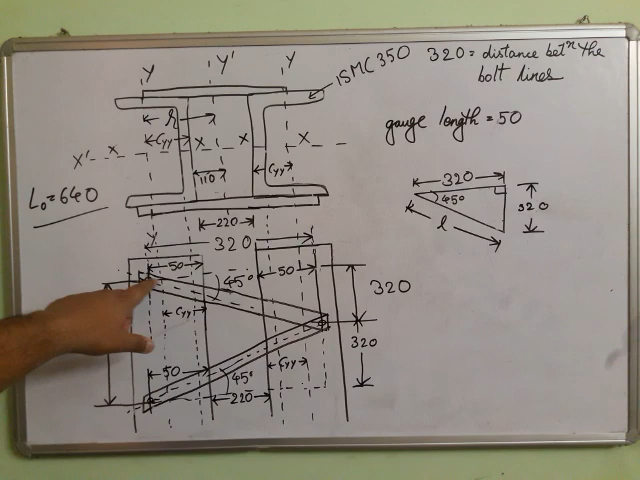 Y
Y'
Y
ISMC 350
320 = distance betⁿ the
bolt lines
h
gauge length = 50
Cyy
X
X
X
X' X
Cyy
110
320
45°
320
l
L₀ = 640
220
Y
320
50
50
45°
320
Cyy
320
50
Cyy
45°
220